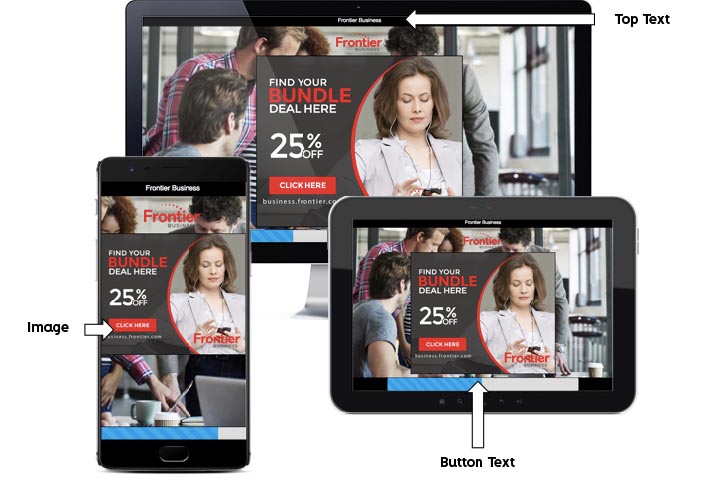 Frontier Business
Top Text
Frontier
BUSINESS
FIND YOUR
BUNDLE
DEAL HERE
25% OFF
CLICK HERE
business.frontier.co
Frontier Business
Frontier
BUSINESS
FIND YOUR
BUNDLE
DEAL HERE
25% OFF
CLICK HERE
business.frontier.com
Frontier
BUSINESS
Image
Frontier Business
Frontier
FIND YOUR
BUNDLE
DEAL HERE
25% OFF
CLICK HERE
business.frontier.com
Frontier
BUSINESS
Button Text